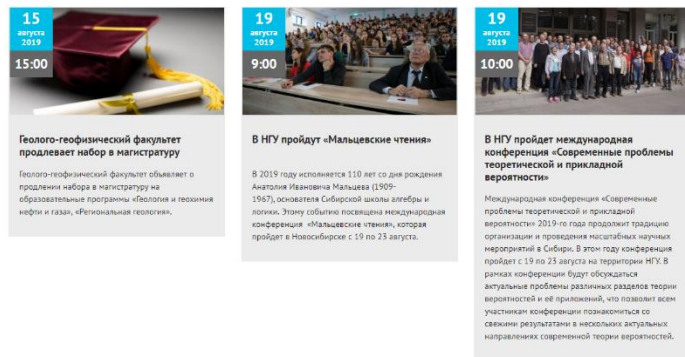 15
августа
2019
15:00
Геолого-геофизический факультет
продлевает набор в магистратуру
Геолого-геофизический факультет объявляет о
продлении набора в магистратуру на
образовательные программы «Геология и геохимия
нефти и газа», «Региональная геология».
19
августа
2019
9:00
В НГУ пройдут «Мальцевские чтения»
В 2019 году исполняется 110 лет со дня рождения
Анатолия Ивановича Мальцева (1909-
1967), основателя Сибирской школы алгебры и
логики. Этому событию посвящена международная
конференция «Мальцевские чтения», которая
пройдет в Новосибирске с 19 по 23 августа.
19
августа
2019
10:00
В НГУ пройдет международная
конференция «Современные проблемы
теоретической и прикладной
вероятности»
Международная конференция «Современные
проблемы теоретической и прикладной
вероятности» 2019-го года продолжит традицию
организации и проведения масштабных научных
мероприятий в Сибири. В этом году конференция
пройдет с 19 по 23 августа на территории НГУ. В
рамках конференции будут обсуждаться
актуальные проблемы различных разделов теории
вероятностей и её приложений, что позволит всем
участникам конференции познакомиться со
свежими результатами в нескольких актуальных
направлениях современной теории вероятностей.